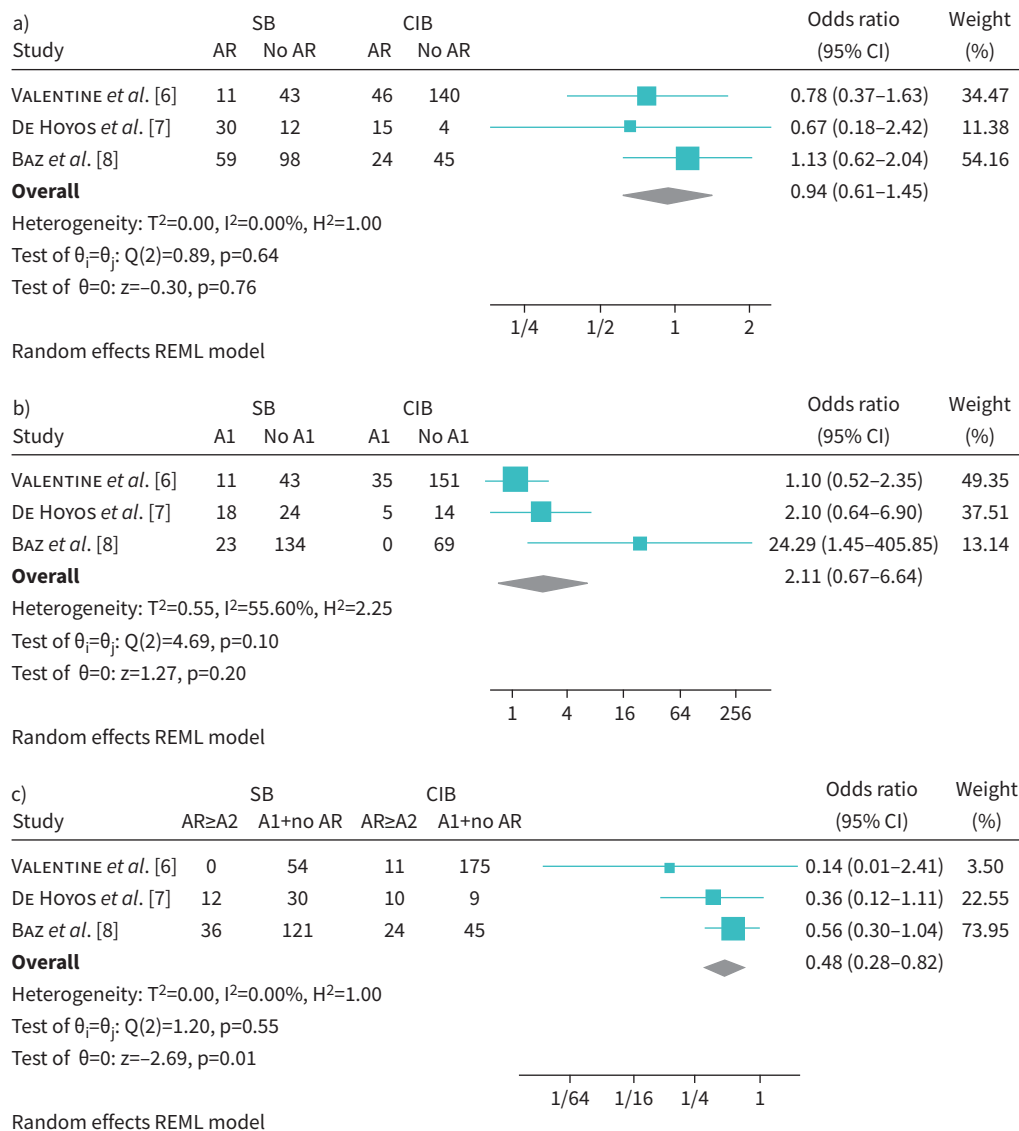 a) SB CIB Odds ratio Weight
Study AR No AR AR No AR (95% CI) (%)
VALENTINE et al. [6] 11 43 46 140 0.78 (0.37–1.63) 34.47
DE HOYOS et al. [7] 30 12 15 4 0.67 (0.18–2.42) 11.38
BAZ et al. [8] 59 98 24 45 1.13 (0.62–2.04) 54.16
Overall 0.94 (0.61–1.45)
Heterogeneity: T²=0.00, I²=0.00%, H²=1.00
Test of θi=θj: Q(2)=0.89, p=0.64
Test of θ=0: z=–0.30, p=0.76
1/4 1/2 1 2
Random effects REML model
b) SB CIB Odds ratio Weight
Study A1 No A1 A1 No A1 (95% CI) (%)
VALENTINE et al. [6] 11 43 35 151 1.10 (0.52–2.35) 49.35
DE HOYOS et al. [7] 18 24 5 14 2.10 (0.64–6.90) 37.51
BAZ et al. [8] 23 134 0 69 24.29 (1.45–405.85) 13.14
Overall 2.11 (0.67–6.64)
Heterogeneity: T²=0.55, I²=55.60%, H²=2.25
Test of θi=θj: Q(2)=4.69, p=0.10
Test of θ=0: z=1.27, p=0.20
1 4 16 64 256
Random effects REML model
c) SB CIB Odds ratio Weight
Study AR≥A2 A1+no AR AR≥A2 A1+no AR (95% CI) (%)
VALENTINE et al. [6] 0 54 11 175 0.14 (0.01–2.41) 3.50
DE HOYOS et al. [7] 12 30 10 9 0.36 (0.12–1.11) 22.55
BAZ et al. [8] 36 121 24 45 0.56 (0.30–1.04) 73.95
Overall 0.48 (0.28–0.82)
Heterogeneity: T²=0.00, I²=0.00%, H²=1.00
Test of θi=θj: Q(2)=1.20, p=0.55
Test of θ=0: z=–2.69, p=0.01
1/64 1/16 1/4 1
Random effects REML model